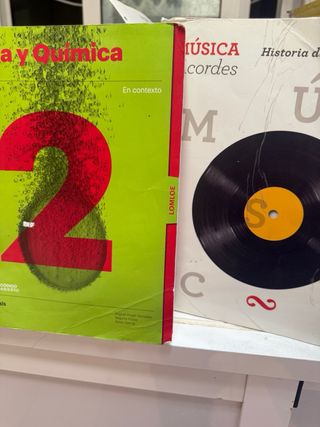 a y Química
En contexto
2
LOMLOE
MÚSICA
cordes
Historia d
M
Ú
S
C